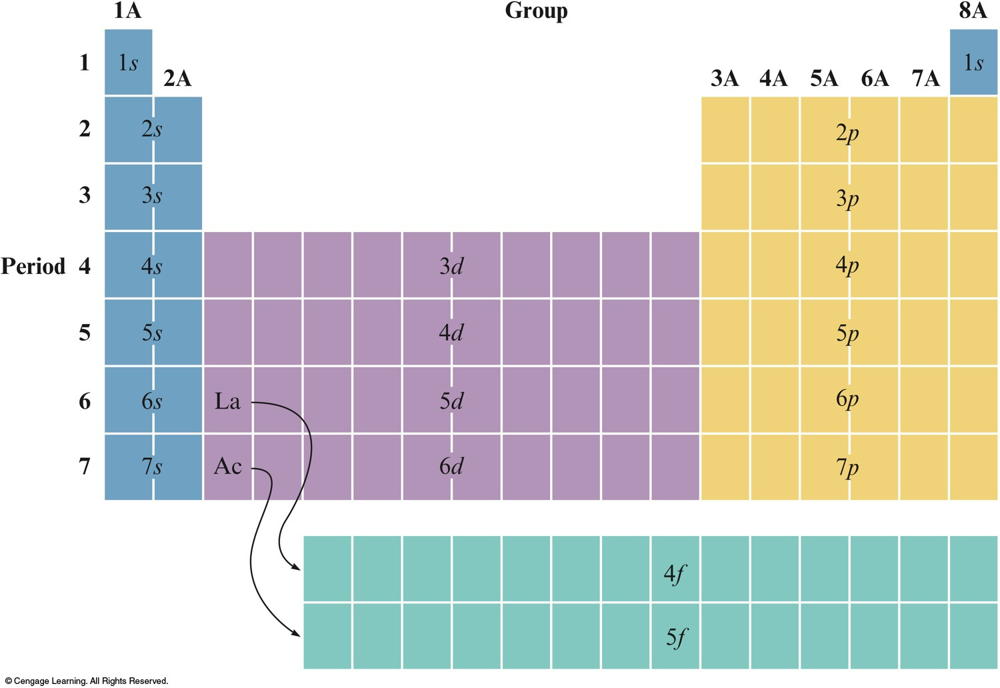 1A Group 8A
1 1s 1s
2A 3A 4A 5A 6A 7A
2 2s 2p
3 3s 3p
Period 4 4s 3d 4p
5 5s 4d 5p
6 6s La 5d 6p
7 7s Ac 6d 7p
4f
5f
© Cengage Learning. All Rights Reserved.